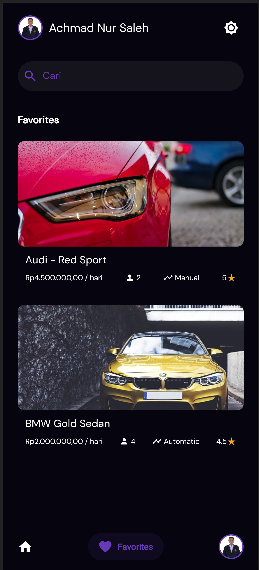 Achmad Nur Saleh
Cari
Favorites
Audi - Red Sport
Rp4.500.000,00 / hari 2 Manual 5
BMW Gold Sedan
Rp2.000.000,00 / hari 4 Automatic 4.5
Favorites